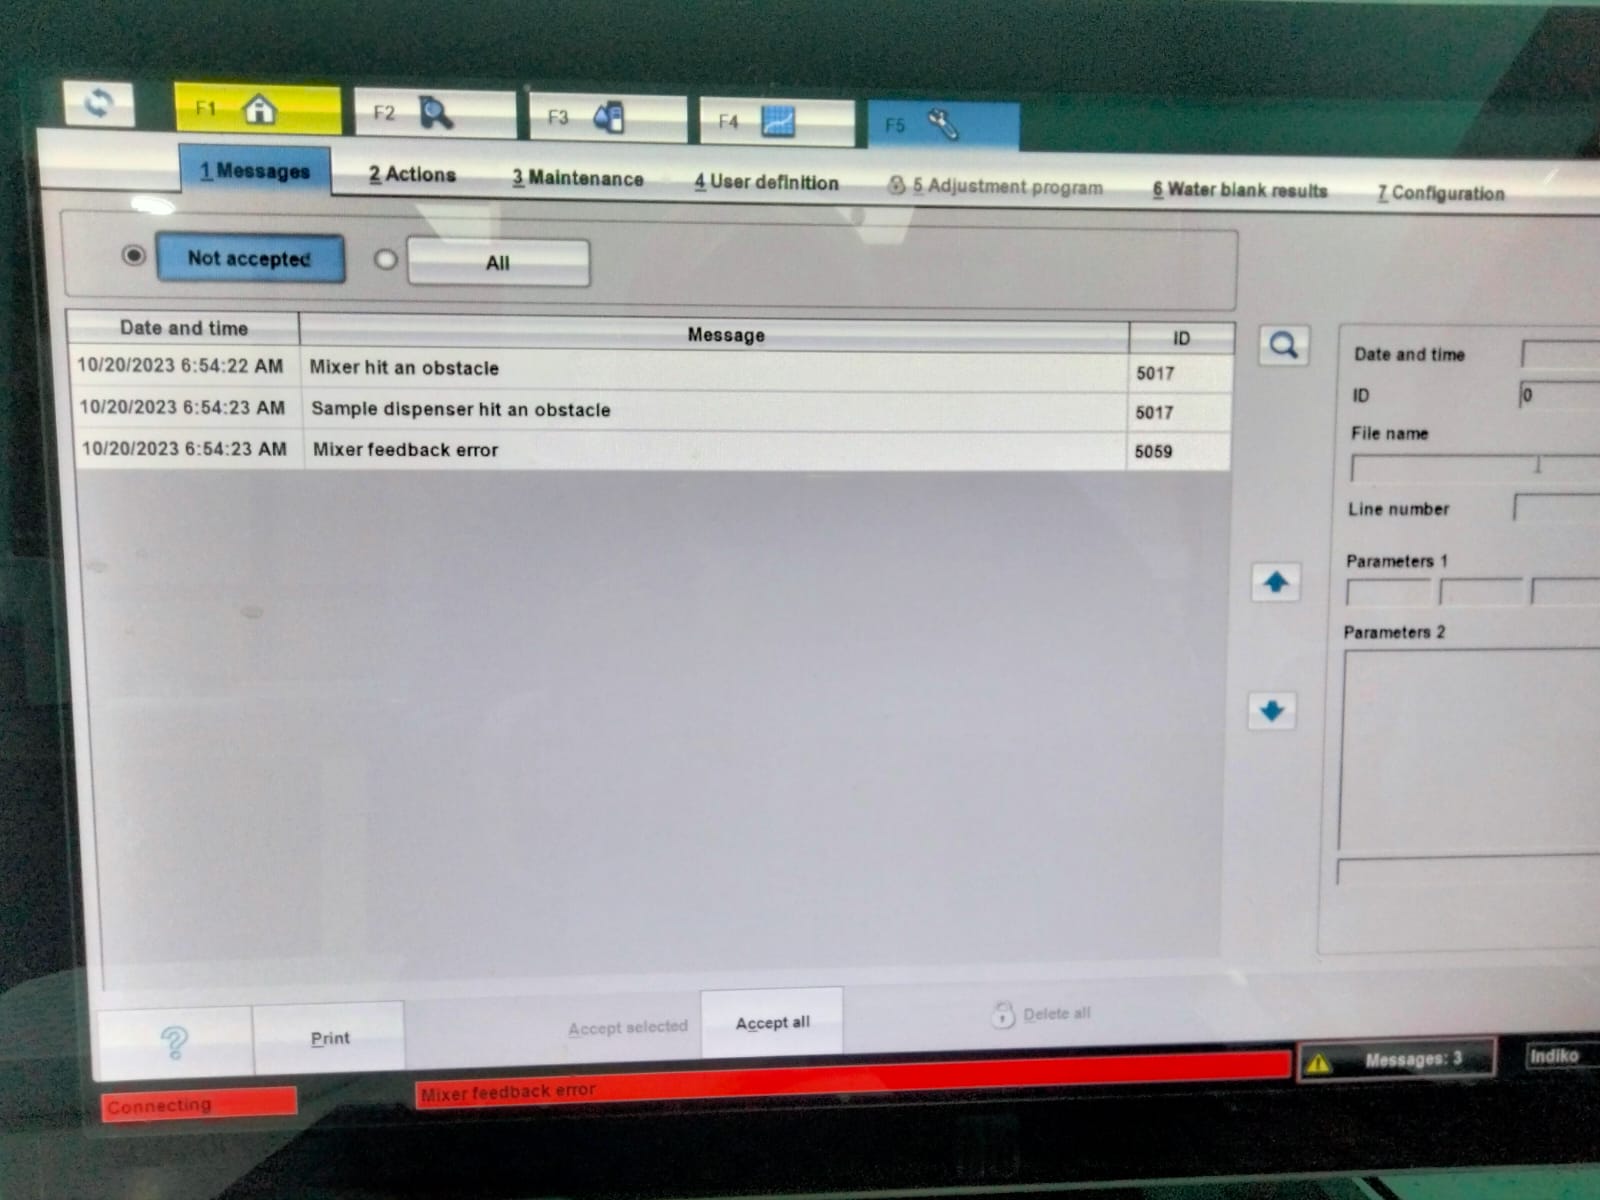 F1
F2
F3
F4
F5
1 Messages
2 Actions
3 Maintenance
4 User definition
5 Adjustment program
6 Water blank results
7 Configuration
Not accepted
All
Date and time Message ID
10/20/2023 6:54:22 AM Mixer hit an obstacle 5017
10/20/2023 6:54:23 AM Sample dispenser hit an obstacle 5017
10/20/2023 6:54:23 AM Mixer feedback error 5059
Date and time
ID 0
File name
Line number
Parameters 1
Parameters 2
?
Print
Accept selected
Accept all
Delete all
Connecting
Mixer feedback error
Messages: 3
Indiko